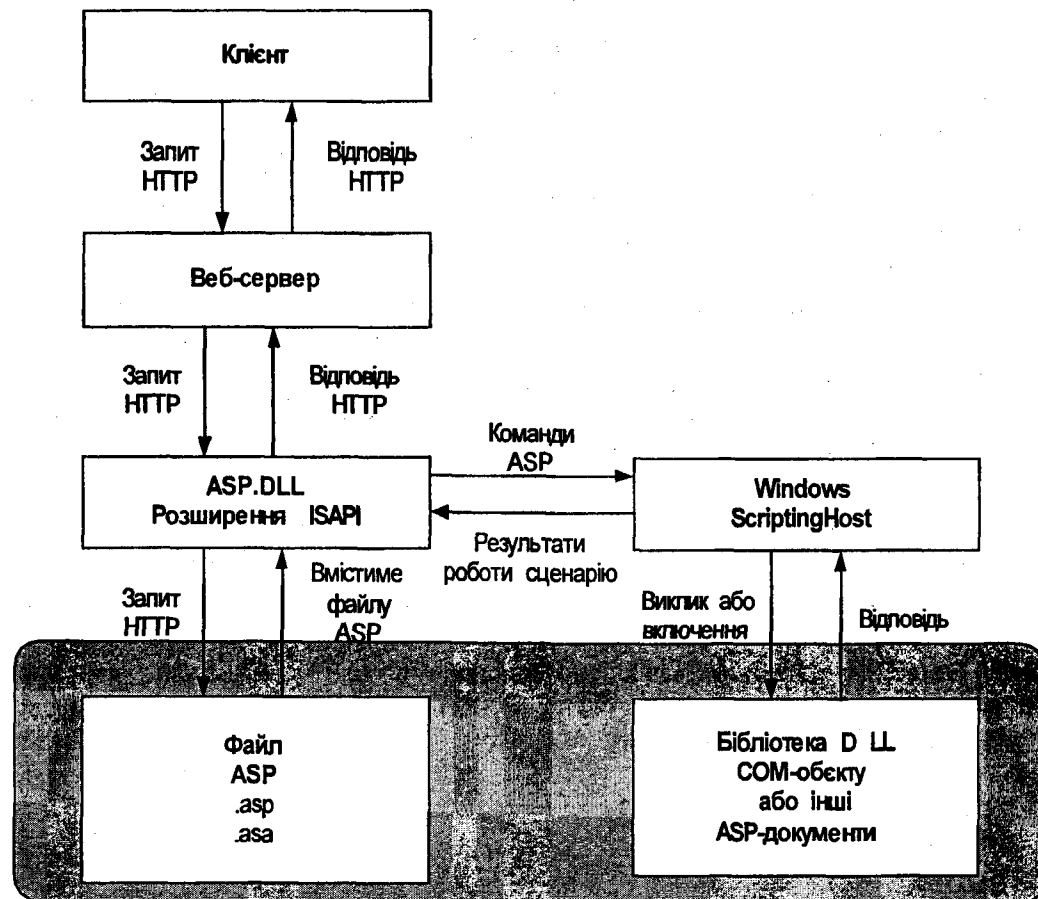 Клієнт
Запит
HTTP
Відповідь
HTTP
Веб-сервер
Запит
HTTP
Відповідь
HTTP
Команди
ASP
ASP.DLL
Розширення ISAPI
Windows
ScriptingHost
Результати
роботи сценарію
Запит
HTTP
Вмістиме
файлу
ASP
Виклик або
включення
Відповідь
Файл
ASP
.asp
.asa
Бібліотека D LL
COM-обєкту
або інші
ASP-документи